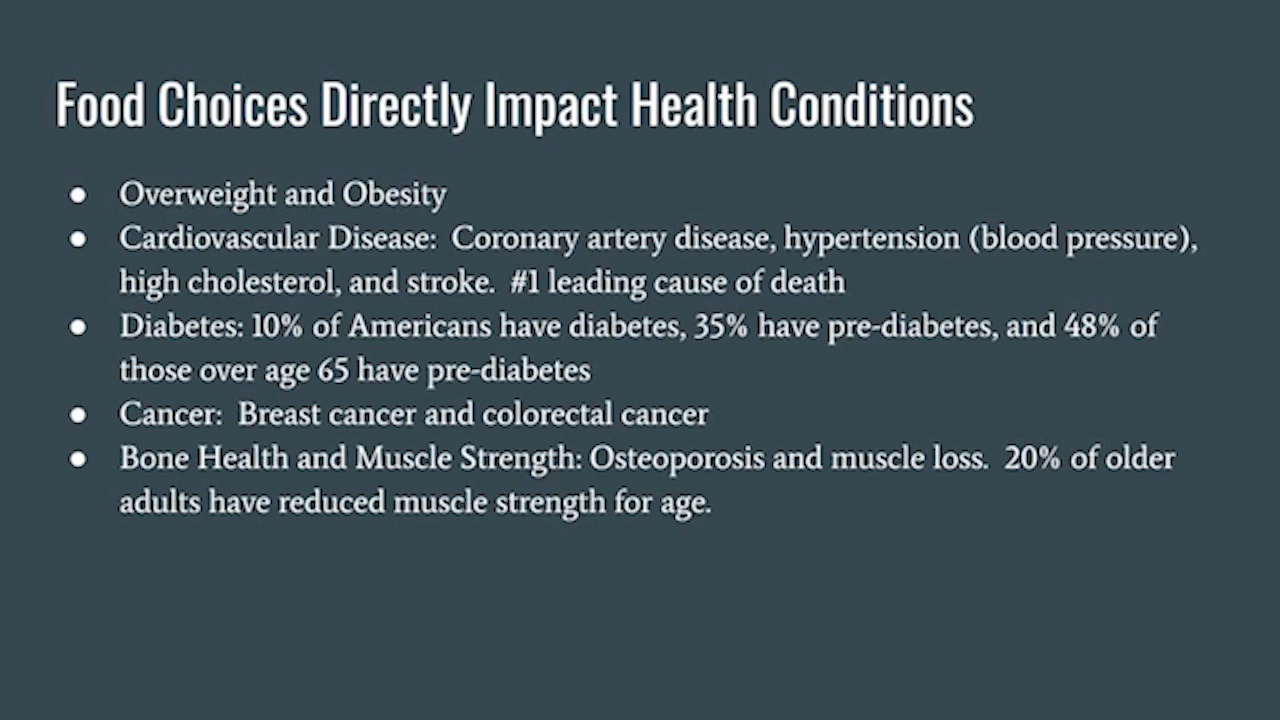 Food Choices Directly Impact Health Conditions
● Overweight and Obesity
● Cardiovascular Disease: Coronary artery disease, hypertension (blood pressure),
high cholesterol, and stroke. #1 leading cause of death
● Diabetes: 10% of Americans have diabetes, 35% have pre-diabetes, and 48% of
those over age 65 have pre-diabetes
● Cancer: Breast cancer and colorectal cancer
● Bone Health and Muscle Strength: Osteoporosis and muscle loss. 20% of older
adults have reduced muscle strength for age.